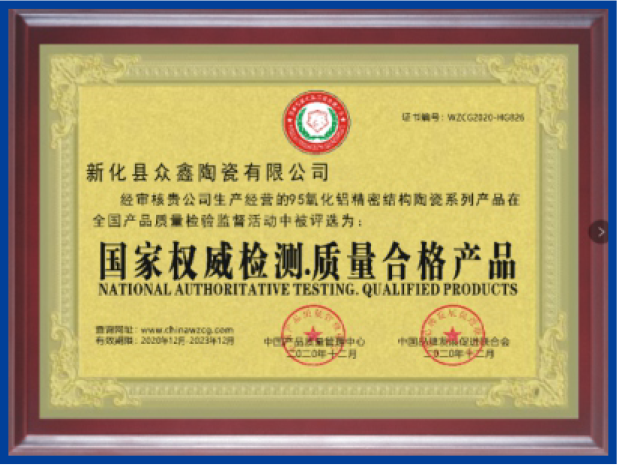 证书编号：WZCG2020-HG826
新化县众鑫陶瓷有限公司
经审核贵公司生产经营的95氧化铝精密结构陶瓷系列产品在
全国产品质量检验监督活动中被评选为：
国家权威检测.质量合格产品
NATIONAL AUTHORITATIVE TESTING. QUALIFIED PRODUCTS
查询网址：www.chinawzcg.com
有效期限：2020年12月-2023年12月
中国产品质量管理中心
二〇二〇年十二月
中国品牌发展促进联合会
二〇二〇年十二月